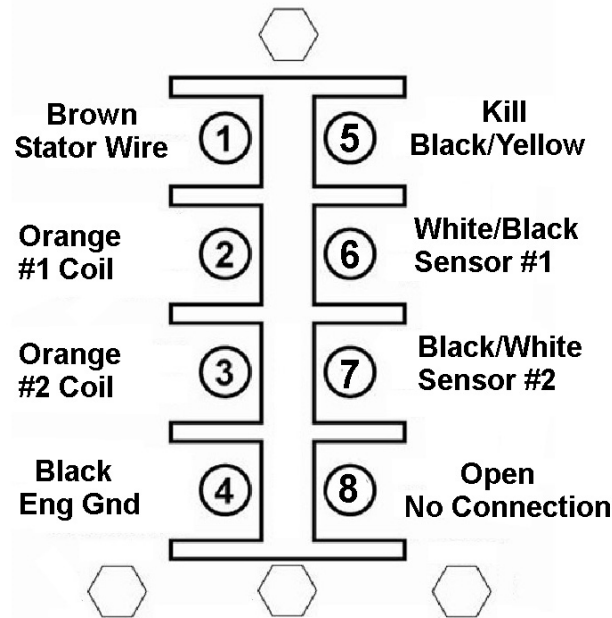 Brown
Stator Wire
1
5
Kill
Black/Yellow
Orange
#1 Coil
2
6
White/Black
Sensor #1
Orange
#2 Coil
3
7
Black/White
Sensor #2
Black
Eng Gnd
4
8
Open
No Connection